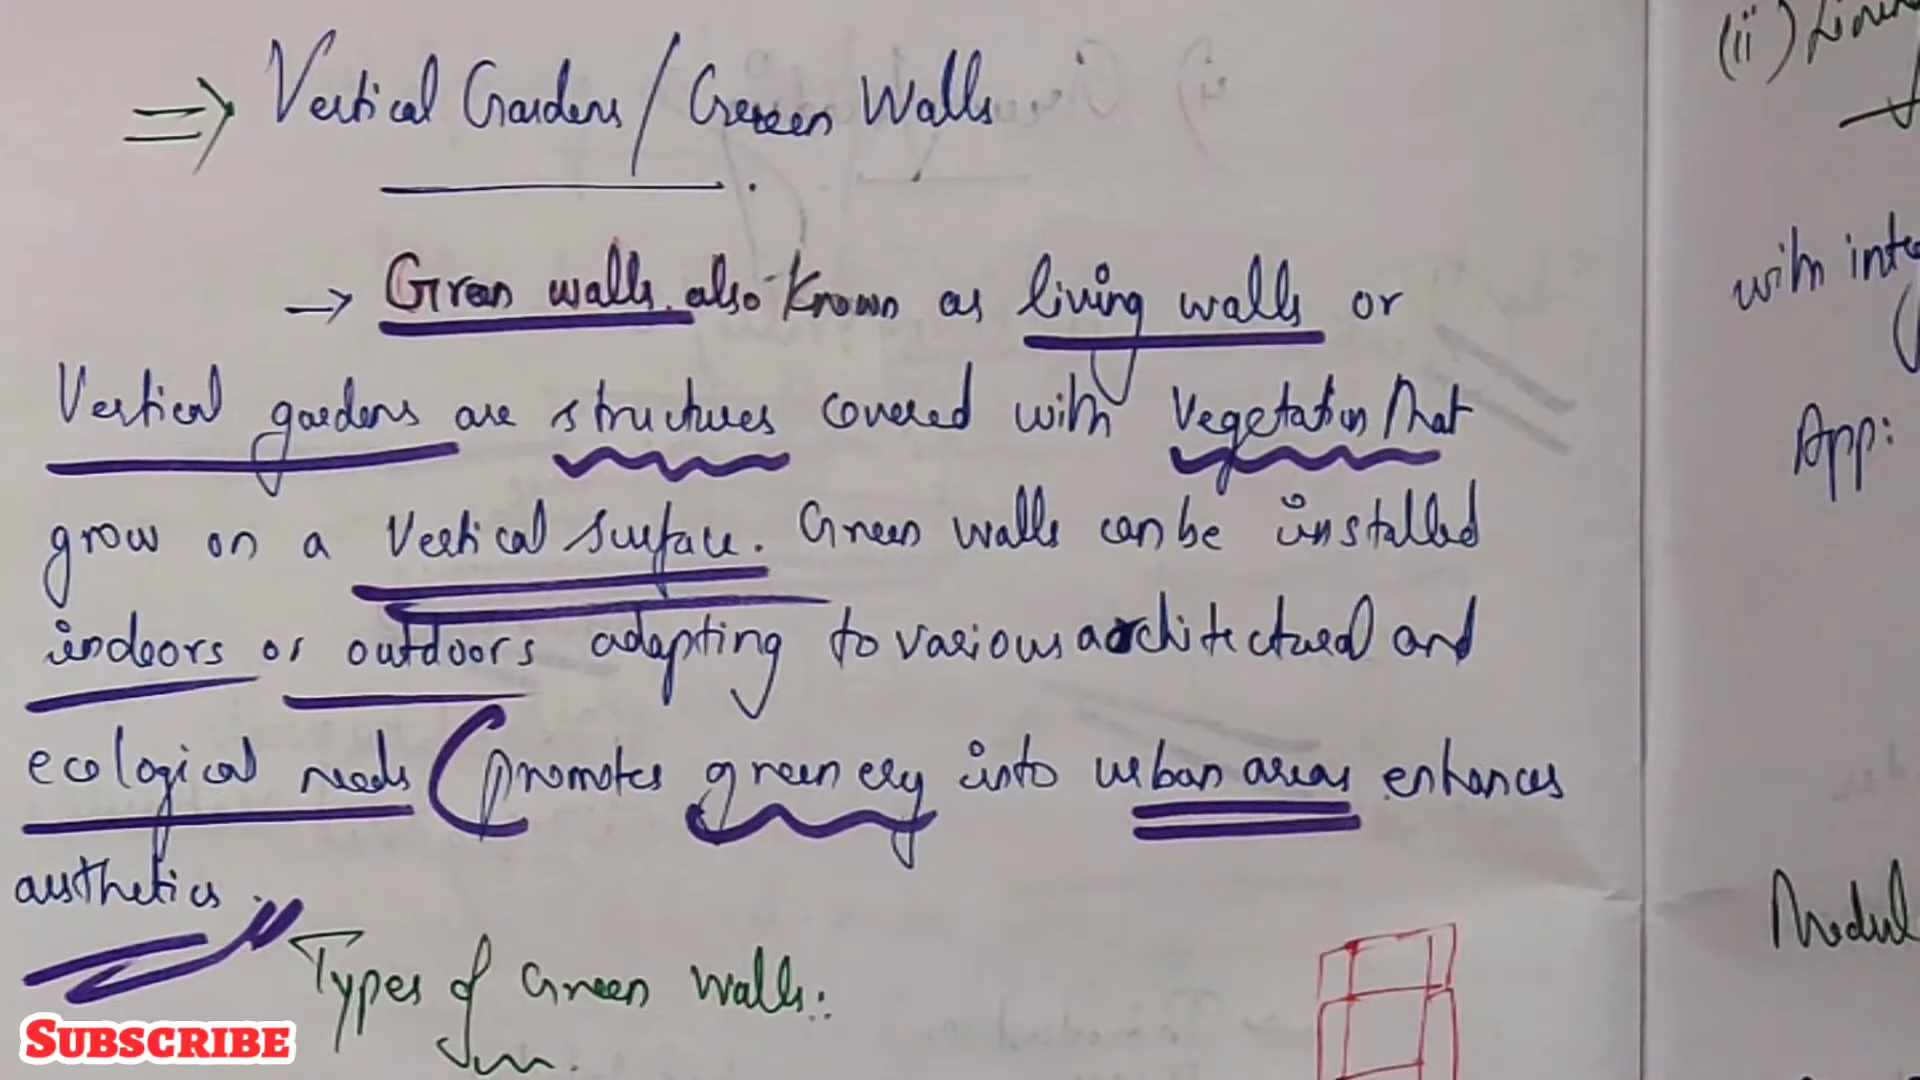 ⇒ Vertical Gardens / Green Walls
→ Green walls also known as living walls or
Vertical gardens are structures covered with Vegetation that
grow on a Vertical surface. Green walls can be installed
indoors or outdoors adapting to various architectural and
ecological needs promotes greenery into urban areas enhances
austhetics.
Types of Green Walls:
SUBSCRIBE
(ii) Living
with
App: